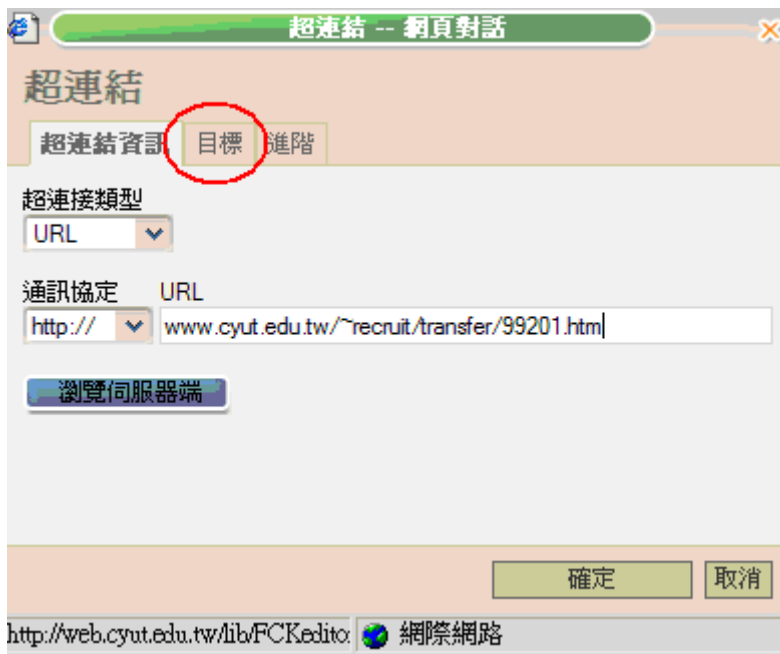 超連結 -- 網頁對話
超連結
超連結資訊 目標 進階
超連接類型
URL
通訊協定 URL
http:// www.cyut.edu.tw/~recruit/transfer/99201.htm
瀏覽伺服器端
確定 取消
http://web.cyut.edu.tw/lib/FCKedito 網際網路